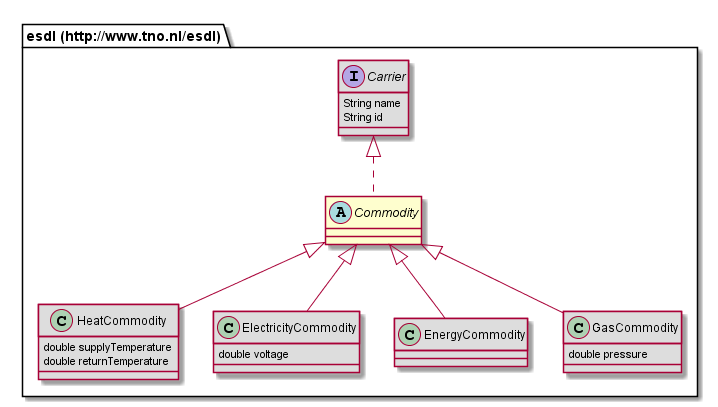 esdl (http://www.tno.nl/esdl)
I Carrier
String name
String id
A Commodity
C HeatCommodity
double supplyTemperature
double returnTemperature
C ElectricityCommodity
double voltage
C EnergyCommodity
C GasCommodity
double pressure